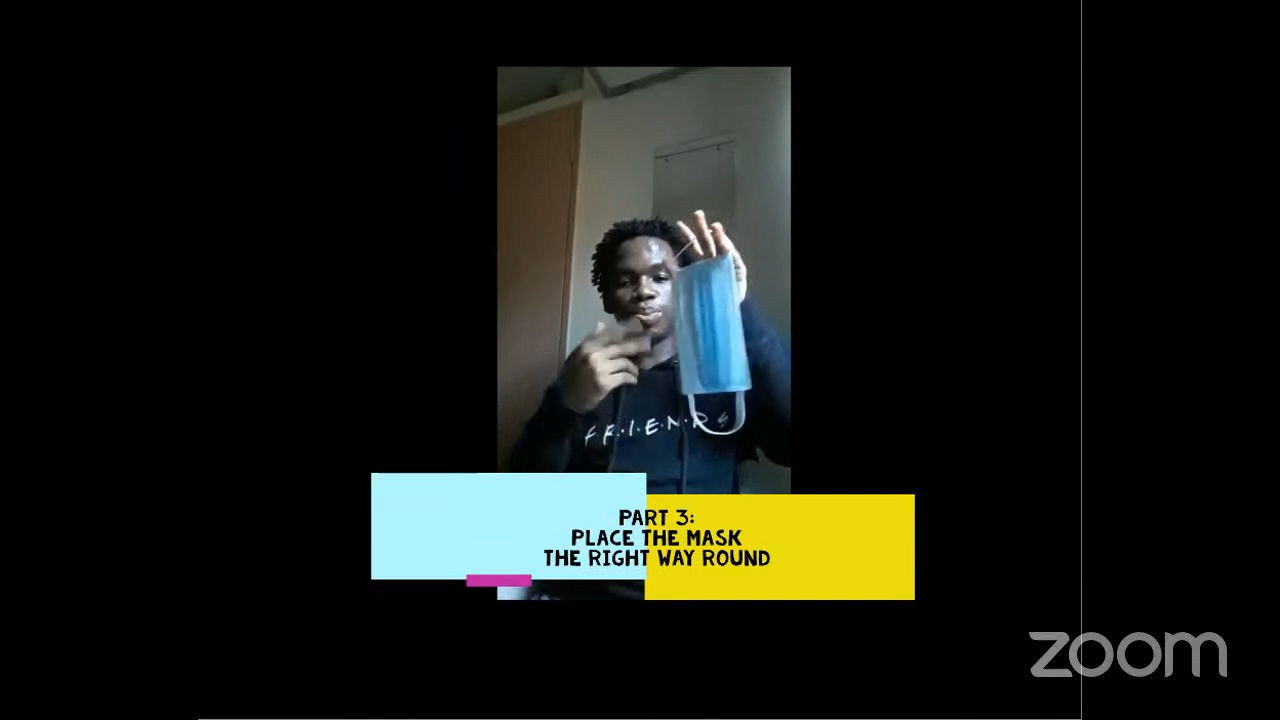 F.R.I.E.N.D.S
PART 3:
PLACE THE MASK
THE RIGHT WAY ROUND
zoom